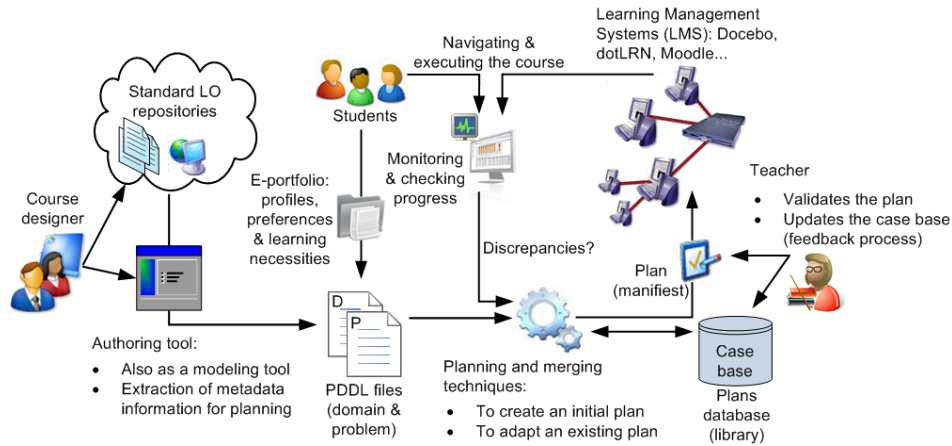 Learning Management
Systems (LMS): Docebo,
dotLRN, Moodle...
Navigating &
executing the course
Standard LO
repositories
Students
Monitoring
& checking
progress
Teacher
• Validates the plan
• Updates the case base
(feedback process)
E-portfolio:
profiles,
preferences
& learning
necessities
Course
designer
Discrepancies?
Plan
(manifiest)
D
P
Authoring tool:
• Also as a modeling tool
• Extraction of metadata
information for planning
PDDL files
(domain &
problem)
Planning and merging
techniques:
• To create an initial plan
• To adapt an existing plan
Case
base
Plans
database
(library)